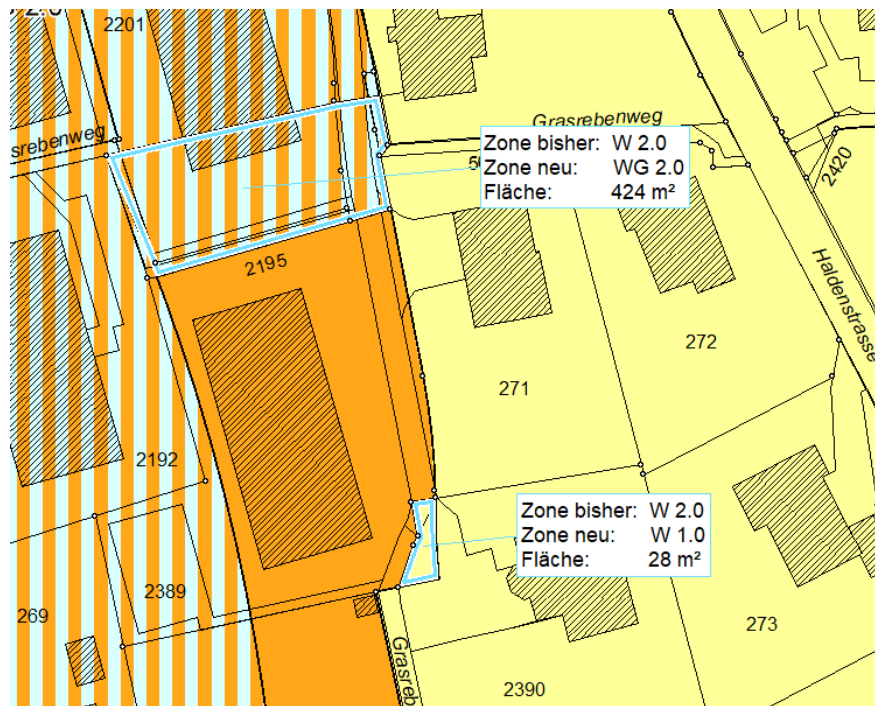 2201
srebenweg
Grasrebenweg
Zone bisher: W 2.0
Zone neu: WG 2.0
Fläche: 424 m²
2420
2195
Haldenstrasse
272
271
2192
Zone bisher: W 2.0
Zone neu: W 1.0
Fläche: 28 m²
2389
269
273
Grasreb
2390